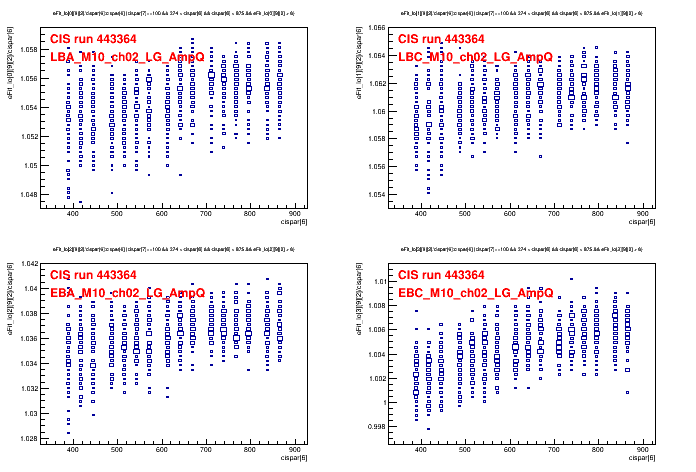 CIS run 443364
LBA_M10_ch02_LG_AmpQ
1.058
1.056
1.054
1.052
1.05
1.048
400 500 600 700 800 900
cispar[6]
CIS run 443364
LBC_M10_ch02_LG_AmpQ
1.066
1.064
1.062
1.06
1.058
1.056
1.054
400 500 600 700 800 900
cispar[6]
CIS run 443364
EBA_M10_ch02_LG_AmpQ
1.042
1.04
1.038
1.036
1.034
1.032
1.03
1.028
400 500 600 700 800 900
cispar[6]
CIS run 443364
EBC_M10_ch02_LG_AmpQ
1.01
1.008
1.006
1.004
1.002
1
0.998
400 500 600 700 800 900
cispar[6]